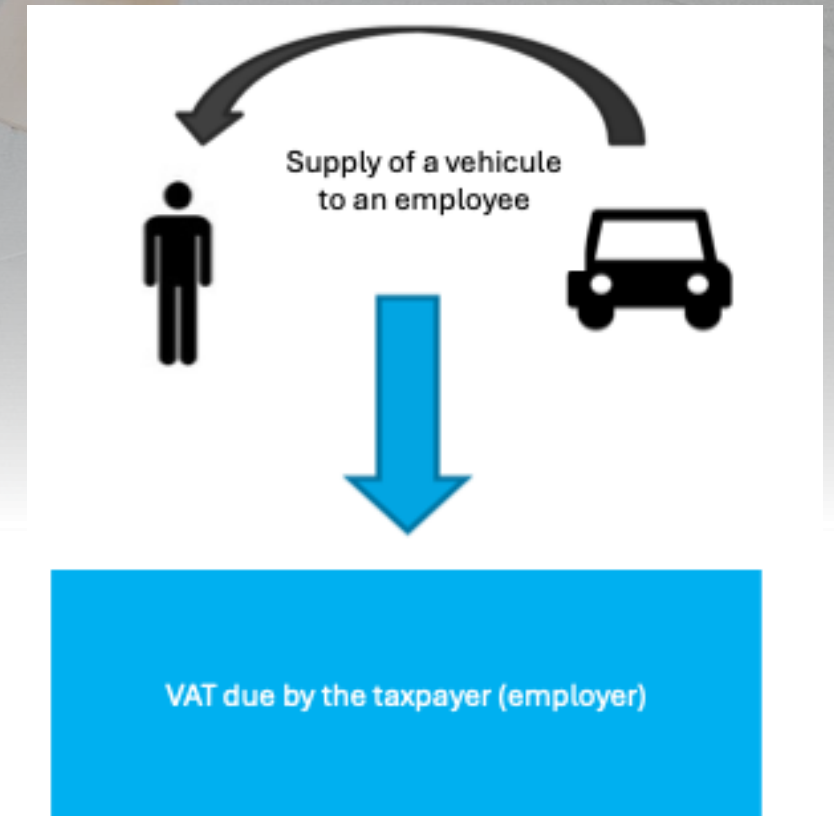 Supply of a vehicule
to an employee
VAT due by the taxpayer (employer)